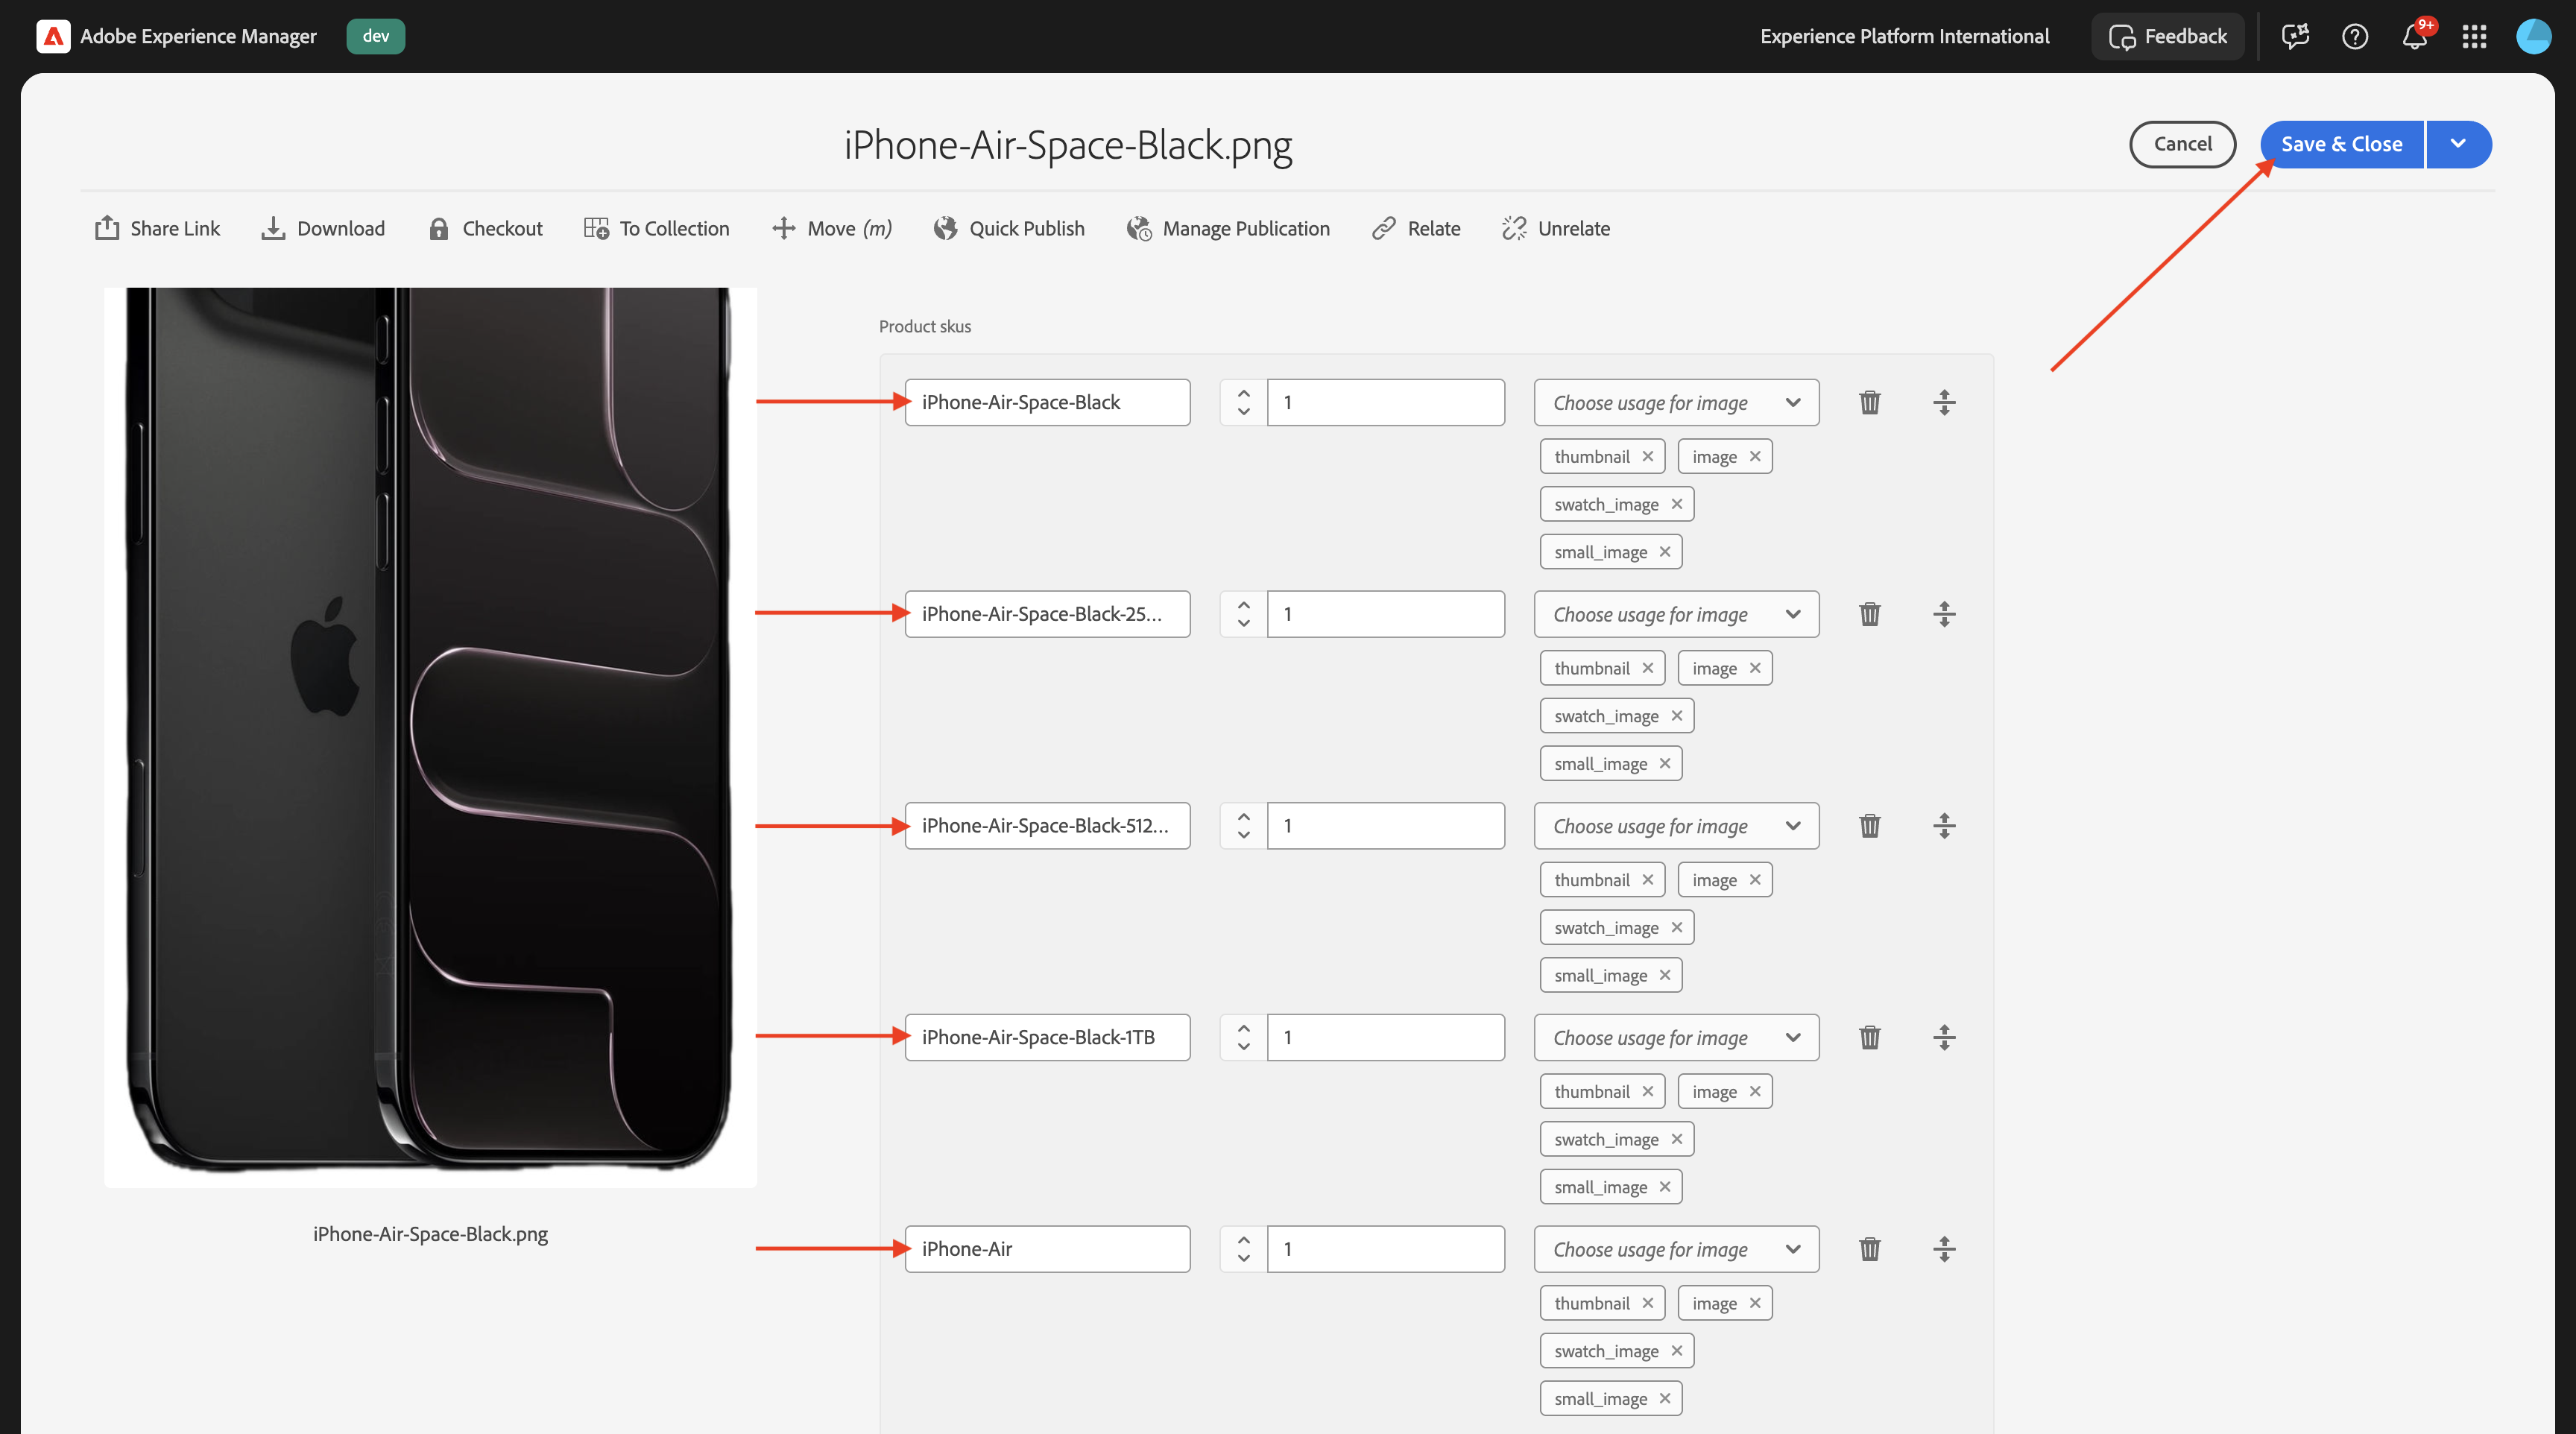 Adobe Experience Manager
dev
Experience Platform International
Feedback
9+
iPhone-Air-Space-Black.png
Cancel
Save & Close
Share Link
Download
Checkout
To Collection
Move (m)
Quick Publish
Manage Publication
Relate
Unrelate
Product skus
iPhone-Air-Space-Black
1
Choose usage for image
thumbnail
image
swatch_image
small_image
iPhone-Air-Space-Black-25...
1
Choose usage for image
thumbnail
image
swatch_image
small_image
iPhone-Air-Space-Black-512...
1
Choose usage for image
thumbnail
image
swatch_image
small_image
iPhone-Air-Space-Black-1TB
1
Choose usage for image
thumbnail
image
swatch_image
small_image
iPhone-Air-Space-Black.png
iPhone-Air
1
Choose usage for image
thumbnail
image
swatch_image
small_image